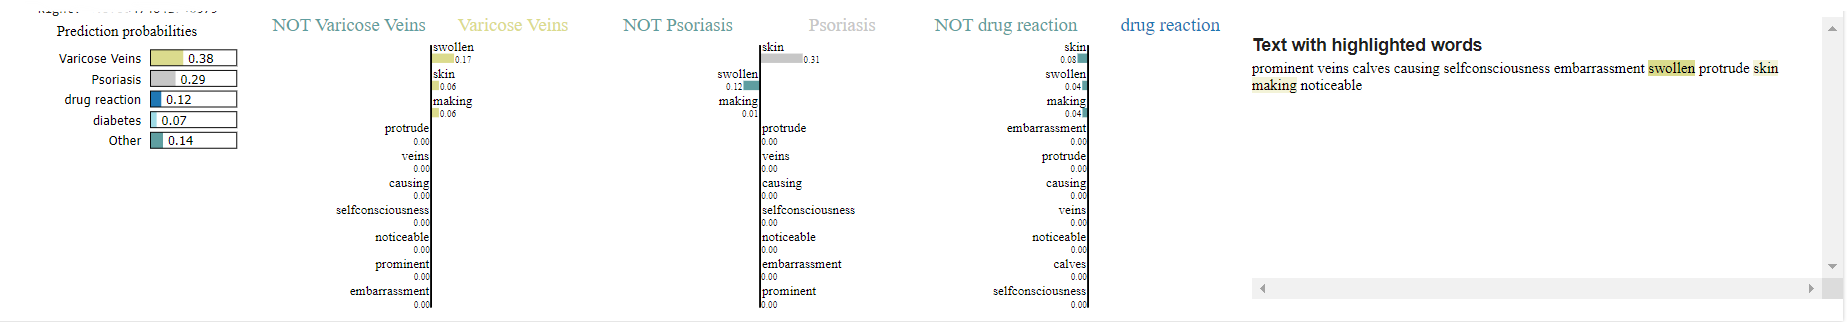 Prediction probabilities
Varicose Veins 0.38
Psoriasis 0.29
drug reaction 0.12
diabetes 0.07
Other 0.14
NOT Varicose Veins Varicose Veins
swollen
0.17
skin
0.06
making
0.06
protrude
0.00
veins
0.00
causing
0.00
selfconsciousness
0.00
noticeable
0.00
prominent
0.00
embarrassment
0.00
NOT Psoriasis Psoriasis
skin
0.31
swollen
0.12
making
0.01
protrude
0.00
veins
0.00
causing
0.00
selfconsciousness
0.00
noticeable
0.00
embarrassment
0.00
prominent
0.00
NOT drug reaction drug reaction
skin
0.08
swollen
0.04
making
0.04
embarrassment
0.00
protrude
0.00
causing
0.00
veins
0.00
noticeable
0.00
calves
0.00
selfconsciousness
0.00
Text with highlighted words
prominent veins calves causing selfconsciousness embarrassment swollen protrude skin
making noticeable